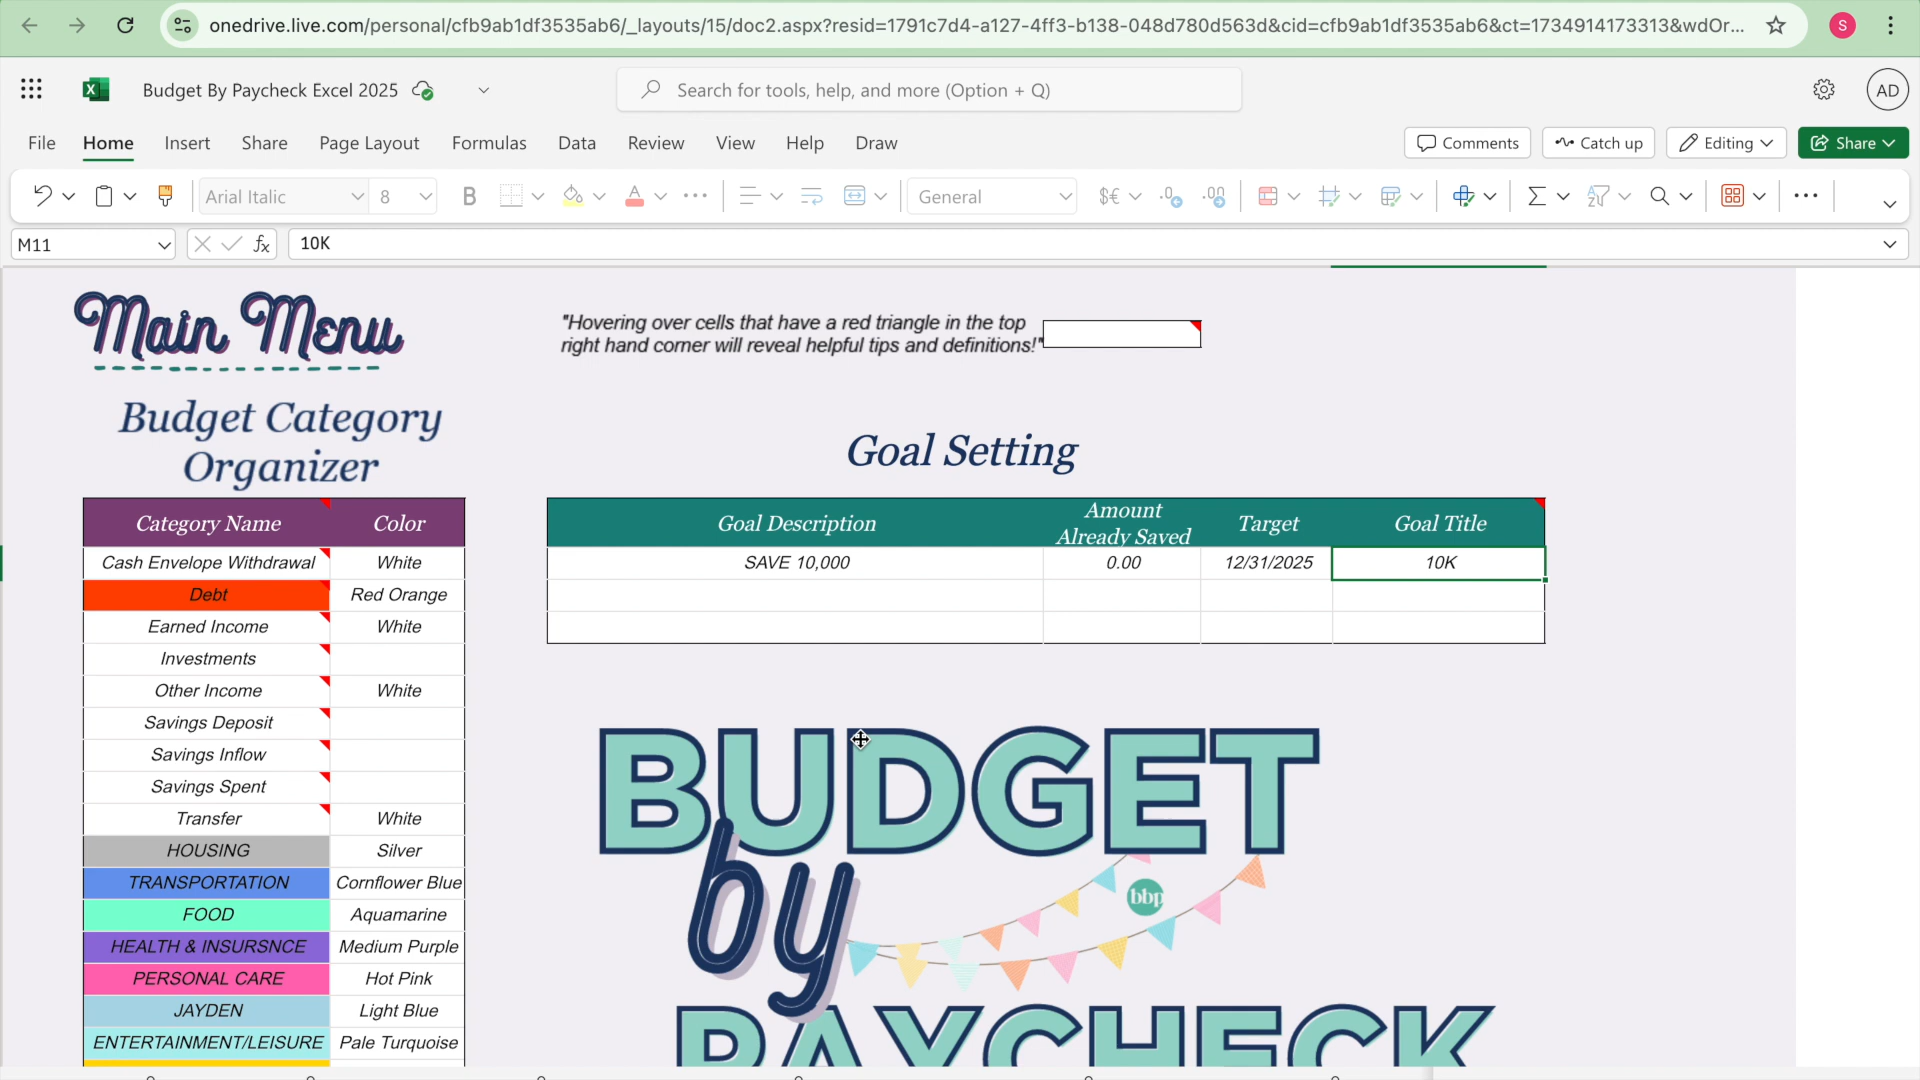 onedrive.live.com/personal/cfb9ab1df3535ab6/_layouts/15/doc2.aspx?resid=1791c7d4-a127-4ff3-b138-048d780d563d&cid=cfb9ab1df3535ab6&ct=1734914173313&wdOr...
S
Budget By Paycheck Excel 2025
Search for tools, help, and more (Option + Q)
AD
File Home Insert Share Page Layout Formulas Data Review View Help Draw
Comments Catch up Editing Share
Arial Italic 8 B A General $€ .0 .00
M11 fx 10K
Main Menu
"Hovering over cells that have a red triangle in the top
right hand corner will reveal helpful tips and definitions!"
Budget Category
Organizer
Goal Setting
Category Name Color
Goal Description Amount Already Saved Target Goal Title
Cash Envelope Withdrawal White
SAVE 10,000 0.00 12/31/2025 10K
Debt Red Orange
Earned Income White
Investments
Other Income White
Savings Deposit
Savings Inflow
Savings Spent
Transfer White
HOUSING Silver
TRANSPORTATION Cornflower Blue
FOOD Aquamarine
HEALTH & INSURSNCE Medium Purple
PERSONAL CARE Hot Pink
JAYDEN Light Blue
ENTERTAINMENT/LEISURE Pale Turquoise
BUDGET
by
bbp
PAYCHECK